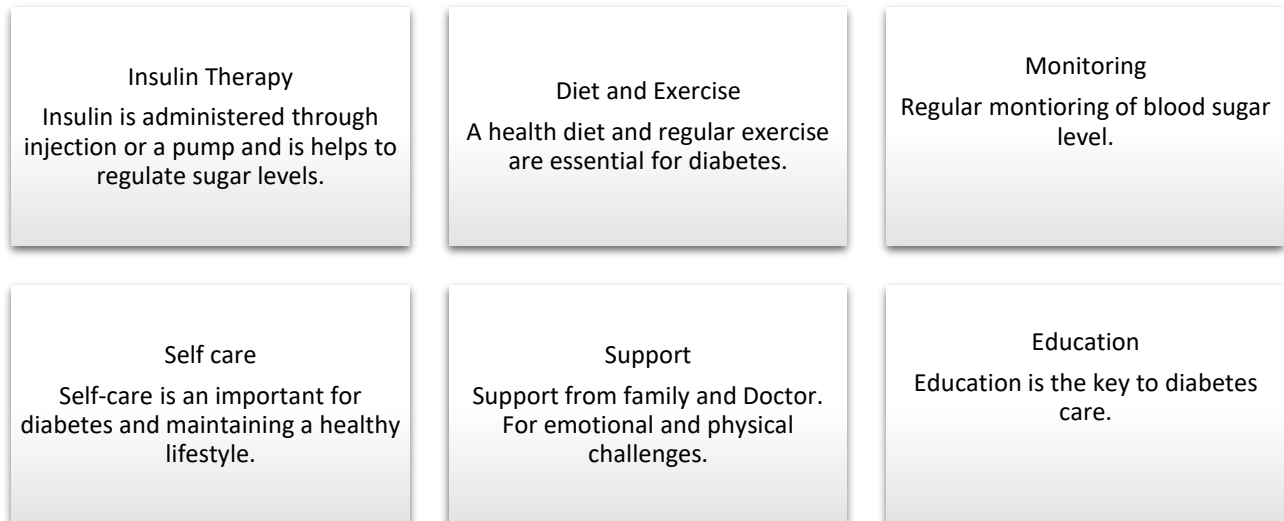 Insulin Therapy
Insulin is administered through
injection or a pump and is helps to
regulate sugar levels.
Diet and Exercise
A health diet and regular exercise
are essential for diabetes.
Monitoring
Regular montioring of blood sugar
level.
Self care
Self-care is an important for
diabetes and maintaining a healthy
lifestyle.
Support
Support from family and Doctor.
For emotional and physical
challenges.
Education
Education is the key to diabetes
care.